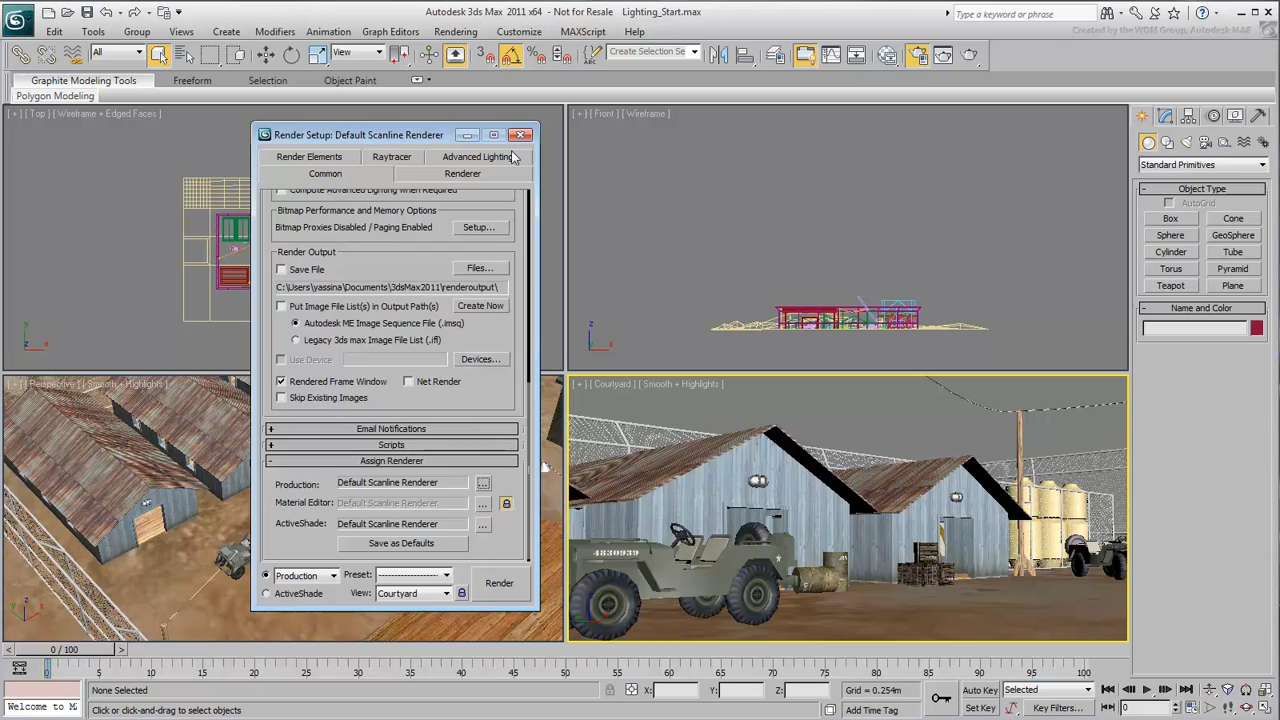 Autodesk 3ds Max 2011 x64 - Not for Resale Lighting_Start.max
Type a keyword or phrase
Edit Tools Group Views Create Modifiers Animation Graph Editors Rendering Customize MAXScript Help
Created by the WDM Group, Autodesk M&E
All View Create Selection Se
Graphite Modeling Tools Freeform Selection Object Paint
Polygon Modeling
[ + ] [ Top ] [ Wireframe + Edged Faces ]
[ + ] [ Front ] [ Wireframe ]
Render Setup: Default Scanline Renderer
Render Elements Raytracer Advanced Lighting
Common Renderer
Compute Advanced Lighting when Required
Bitmap Performance and Memory Options
Bitmap Proxies Disabled / Paging Enabled Setup...
Render Output
Save File Files...
C:\Users\yassina\Documents\3dsMax2011\renderoutput\
Put Image File List(s) in Output Path(s) Create Now
Autodesk ME Image Sequence File (.imsq)
Legacy 3ds max Image File List (.ifl)
Use Device Devices...
Rendered Frame Window Net Render
Skip Existing Images
+ Email Notifications
+ Scripts
- Assign Renderer
Production: Default Scanline Renderer ...
Material Editor: Default Scanline Renderer ...
ActiveShade: Default Scanline Renderer ...
Save as Defaults
Production Preset: --------------------
ActiveShade View: Courtyard
Render
[ + ] [ Perspective ] [ Smooth + Highlights ]
[ + ] [ Courtyard ] [ Smooth + Highlights ]
4830939
Standard Primitives
- Object Type
AutoGrid
Box Cone
Sphere GeoSphere
Cylinder Tube
Torus Pyramid
Teapot Plane
- Name and Color
< 0 / 100 >
0 5 10 15 20 25 30 35 40 45 50 55 60 65 70 75 80 85 90 95 100
None Selected X: Y: Z: Grid = 0.254m Auto Key Selected
Welcome to M Click or click-and-drag to select objects Add Time Tag Set Key Key Filters... 0